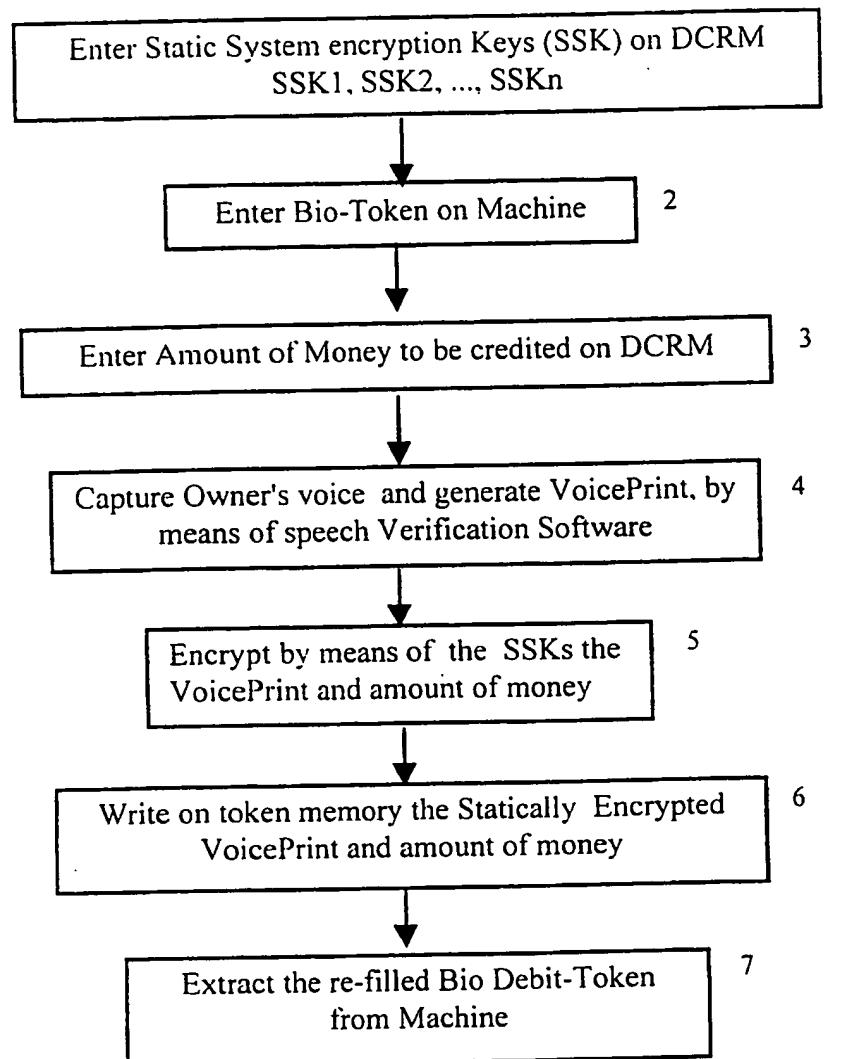 Enter Static System encryption Keys (SSK) on DCRM
SSK1, SSK2, ..., SSKn
Enter Bio-Token on Machine
2
Enter Amount of Money to be credited on DCRM
3
Capture Owner's voice and generate VoicePrint, by
means of speech Verification Software
4
Encrypt by means of the SSKs the
VoicePrint and amount of money
5
Write on token memory the Statically Encrypted
VoicePrint and amount of money
6
Extract the re-filled Bio Debit-Token
from Machine
7